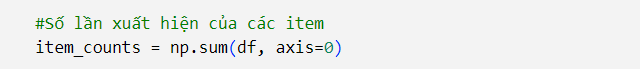 #Số lần xuất hiện của các item
item_counts = np.sum(df, axis=0)